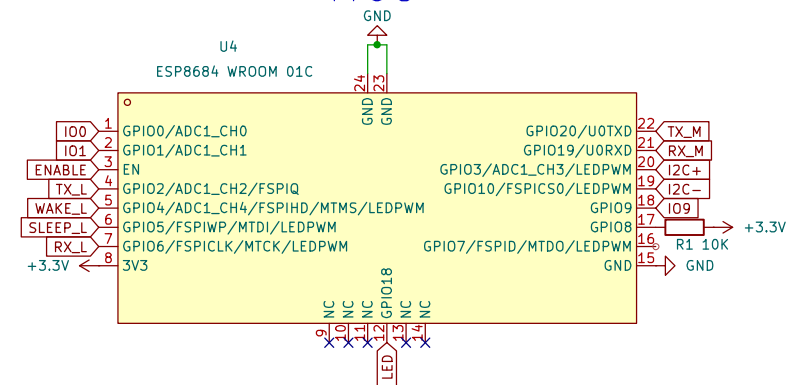 GND
U4
ESP8684 WROOM 01C
24 23
GND GND
IO0 1 GPIO0/ADC1_CH0 GPIO20/U0TXD 22 TX_M
IO1 2 GPIO1/ADC1_CH1 GPIO19/U0RXD 21 RX_M
ENABLE 3 EN GPIO3/ADC1_CH3/LEDPWM 20 I2C+
TX_L 4 GPIO2/ADC1_CH2/FSPIQ GPIO10/FSPICS0/LEDPWM 19 I2C-
WAKE_L 5 GPIO4/ADC1_CH4/FSPIHD/MTMS/LEDPWM GPIO9 18 IO9
SLEEP_L 6 GPIO5/FSPIWP/MTDI/LEDPWM GPIO8 17 +3.3V
RX_L 7 GPIO6/FSPICLK/MTCK/LEDPWM GPIO7/FSPID/MTDO/LEDPWM 16 R1 10K
+3.3V 8 3V3 GND 15 GND
NC NC NC GPIO18 NC NC
9 10 11 12 13 14
LED